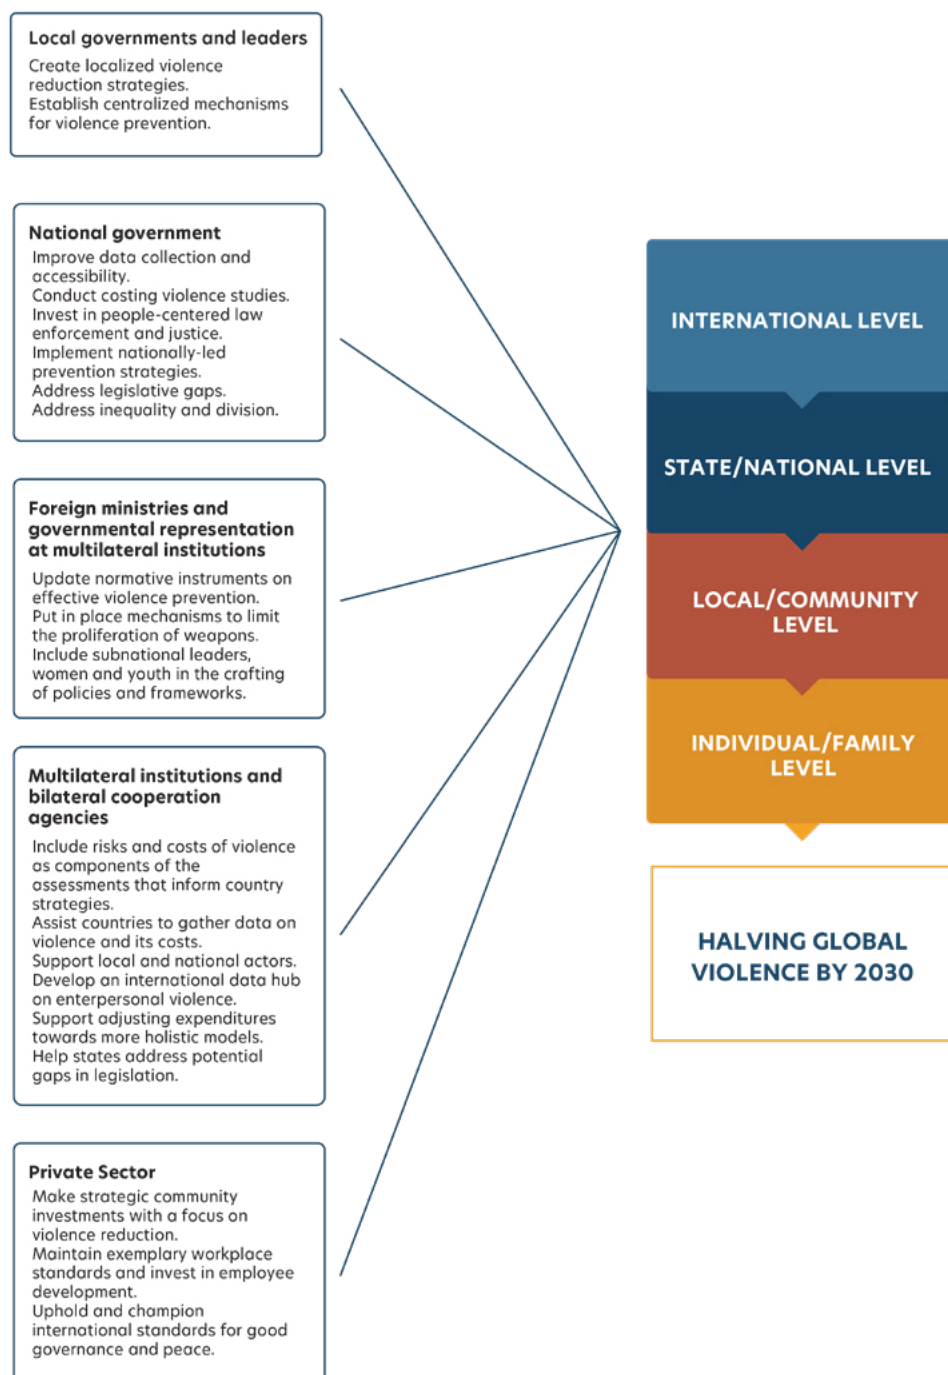 Local governments and leaders
Create localized violence
reduction strategies.
Establish centralized mechanisms
for violence prevention.
National government
Improve data collection and
accessibility.
Conduct costing violence studies.
Invest in people-centered law
enforcement and justice.
Implement nationally-led
prevention strategies.
Address legislative gaps.
Address inequality and division.
Foreign ministries and
governmental representation
at multilateral institutions
Update normative instruments on
effective violence prevention.
Put in place mechanisms to limit
the proliferation of weapons.
Include subnational leaders,
women and youth in the crafting
of policies and frameworks.
Multilateral institutions and
bilateral cooperation
agencies
Include risks and costs of violence
as components of the
assessments that inform country
strategies.
Assist countries to gather data on
violence and its costs.
Support local and national actors.
Develop an international data hub
on enterpersonal violence.
Support adjusting expenditures
towards more holistic models.
Help states address potential
gaps in legislation.
Private Sector
Make strategic community
investments with a focus on
violence reduction.
Maintain exemplary workplace
standards and invest in employee
development.
Uphold and champion
international standards for good
governance and peace.
INTERNATIONAL LEVEL
STATE/NATIONAL LEVEL
LOCAL/COMMUNITY
LEVEL
INDIVIDUAL/FAMILY
LEVEL
HALVING GLOBAL
VIOLENCE BY 2030